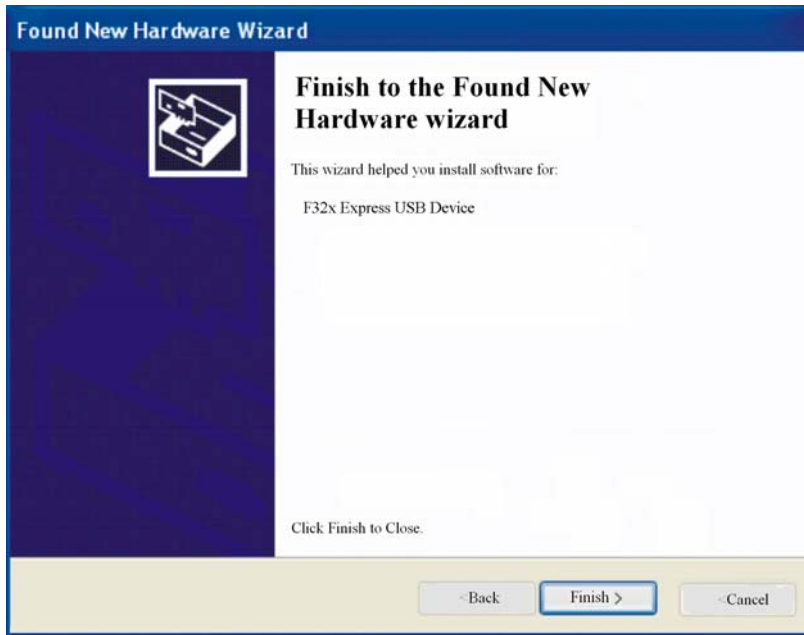 Found New Hardware Wizard
Finish to the Found New
Hardware wizard
This wizard helped you install software for:
F32x Express USB Device
Click Finish to Close.
<Back
Finish >
<Cancel